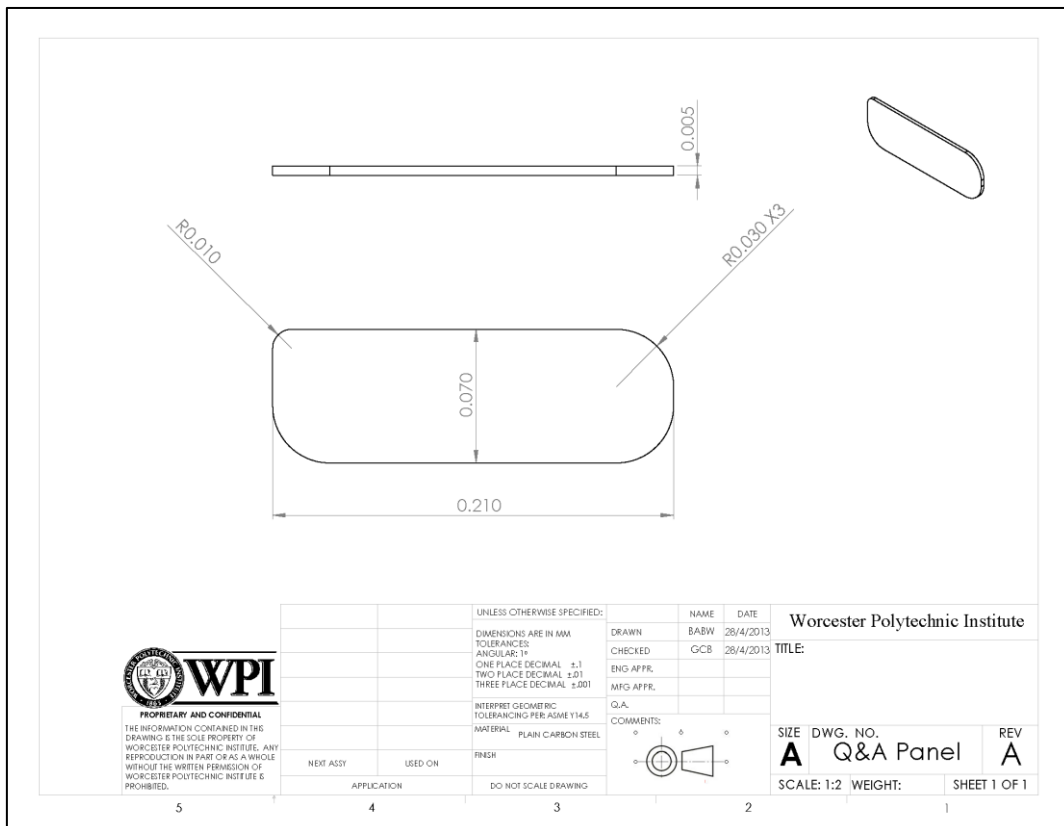 0.005
R0.010
R0.030 X3
0.070
0.210
WPI
PROPRIETARY AND CONFIDENTIAL
THE INFORMATION CONTAINED IN THIS
DRAWING IS THE SOLE PROPERTY OF
WORCESTER POLYTECHNIC INSTITUTE. ANY
REPRODUCTION IN PART OR AS A WHOLE
WITHOUT THE WRITTEN PERMISSION OF
WORCESTER POLYTECHNIC INSTITUTE IS
PROHIBITED.
NEXT ASSY
USED ON
APPLICATION
UNLESS OTHERWISE SPECIFIED:
DIMENSIONS ARE IN MM
TOLERANCES:
ANGULAR: 1°
ONE PLACE DECIMAL ±.1
TWO PLACE DECIMAL ±.01
THREE PLACE DECIMAL ±.001
INTERPRET GEOMETRIC
TOLERANCING PER: ASME Y14.5
MATERIAL PLAIN CARBON STEEL
FINISH
DO NOT SCALE DRAWING
NAME DATE
DRAWN BABW 28/4/2013
CHECKED GCB 28/4/2013
ENG APPR.
MFG APPR.
Q.A.
COMMENTS:
Worcester Polytechnic Institute
TITLE:
SIZE DWG. NO. REV
A Q&A Panel A
SCALE: 1:2 WEIGHT: SHEET 1 OF 1
5 4 3 2 1